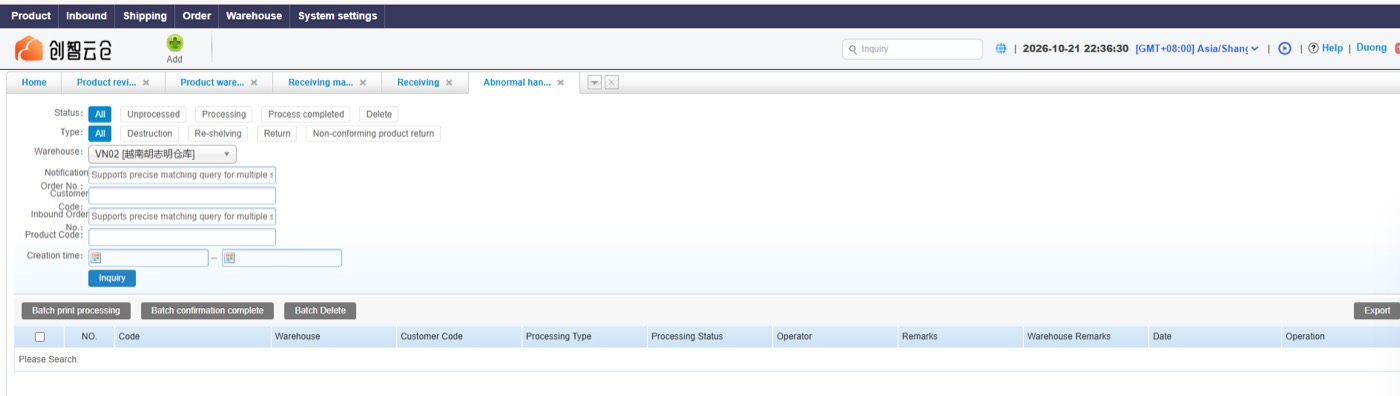 Product Inbound Shipping Order Warehouse System settings
创智云仓
Add
Inquiry
| 2026-10-21 22:36:30 [GMT+08:00] Asia/Shang | | Help | Duong
Home Product revi... Product ware... Receiving ma... Receiving Abnormal han...
Status: All Unprocessed Processing Process completed Delete
Type: All Destruction Re-shelving Return Non-conforming product return
Warehouse: VN02 [越南胡志明仓库]
Notification Order No.: Supports precise matching query for multiple s
Customer Code:
Inbound Order No.: Supports precise matching query for multiple s
Product Code:
Creation time: --
Inquiry
Batch print processing Batch confirmation complete Batch Delete Export
NO. Code Warehouse Customer Code Processing Type Processing Status Operator Remarks Warehouse Remarks Date Operation
Please Search.